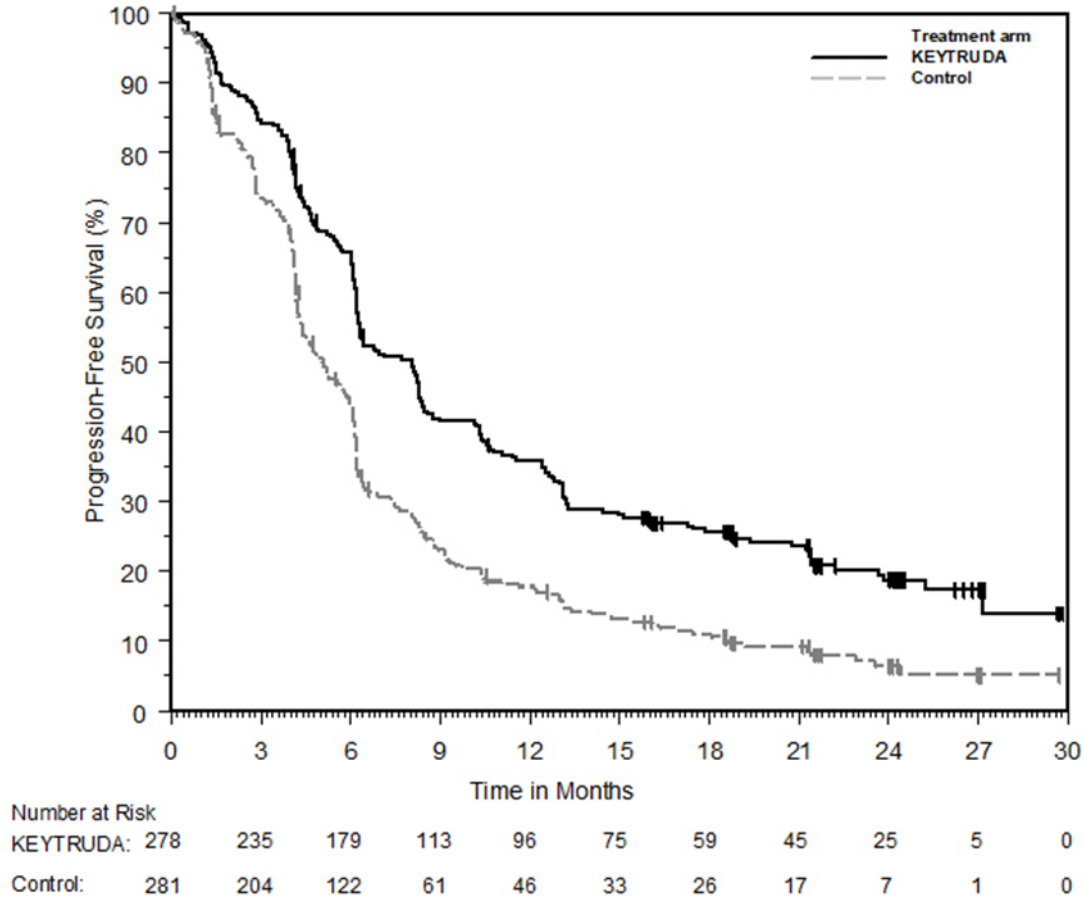 Treatment arm
KEYTRUDA
Control
Progression-Free Survival (%)
100
90
80
70
60
50
40
30
20
10
0
0 3 6 9 12 15 18 21 24 27 30
Time in Months
Number at Risk
KEYTRUDA: 278 235 179 113 96 75 59 45 25 5 0
Control: 281 204 122 61 46 33 26 17 7 1 0